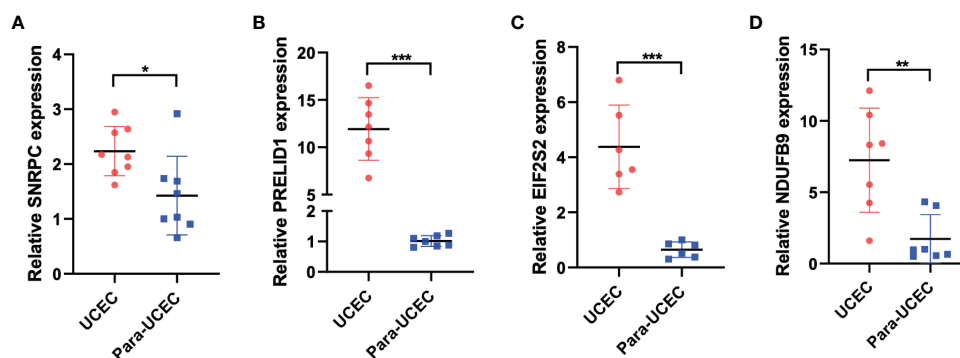 A
Relative SNRPC expression
4
3
2
1
0
*
UCEC
Para-UCEC
B
Relative PRELID1 expression
20
15
10
5
2
1
0
***
UCEC
Para-UCEC
C
Relative EIF2S2 expression
8
6
4
2
0
***
UCEC
Para-UCEC
D
Relative NDUFB9 expression
15
10
5
0
**
UCEC
Para-UCEC